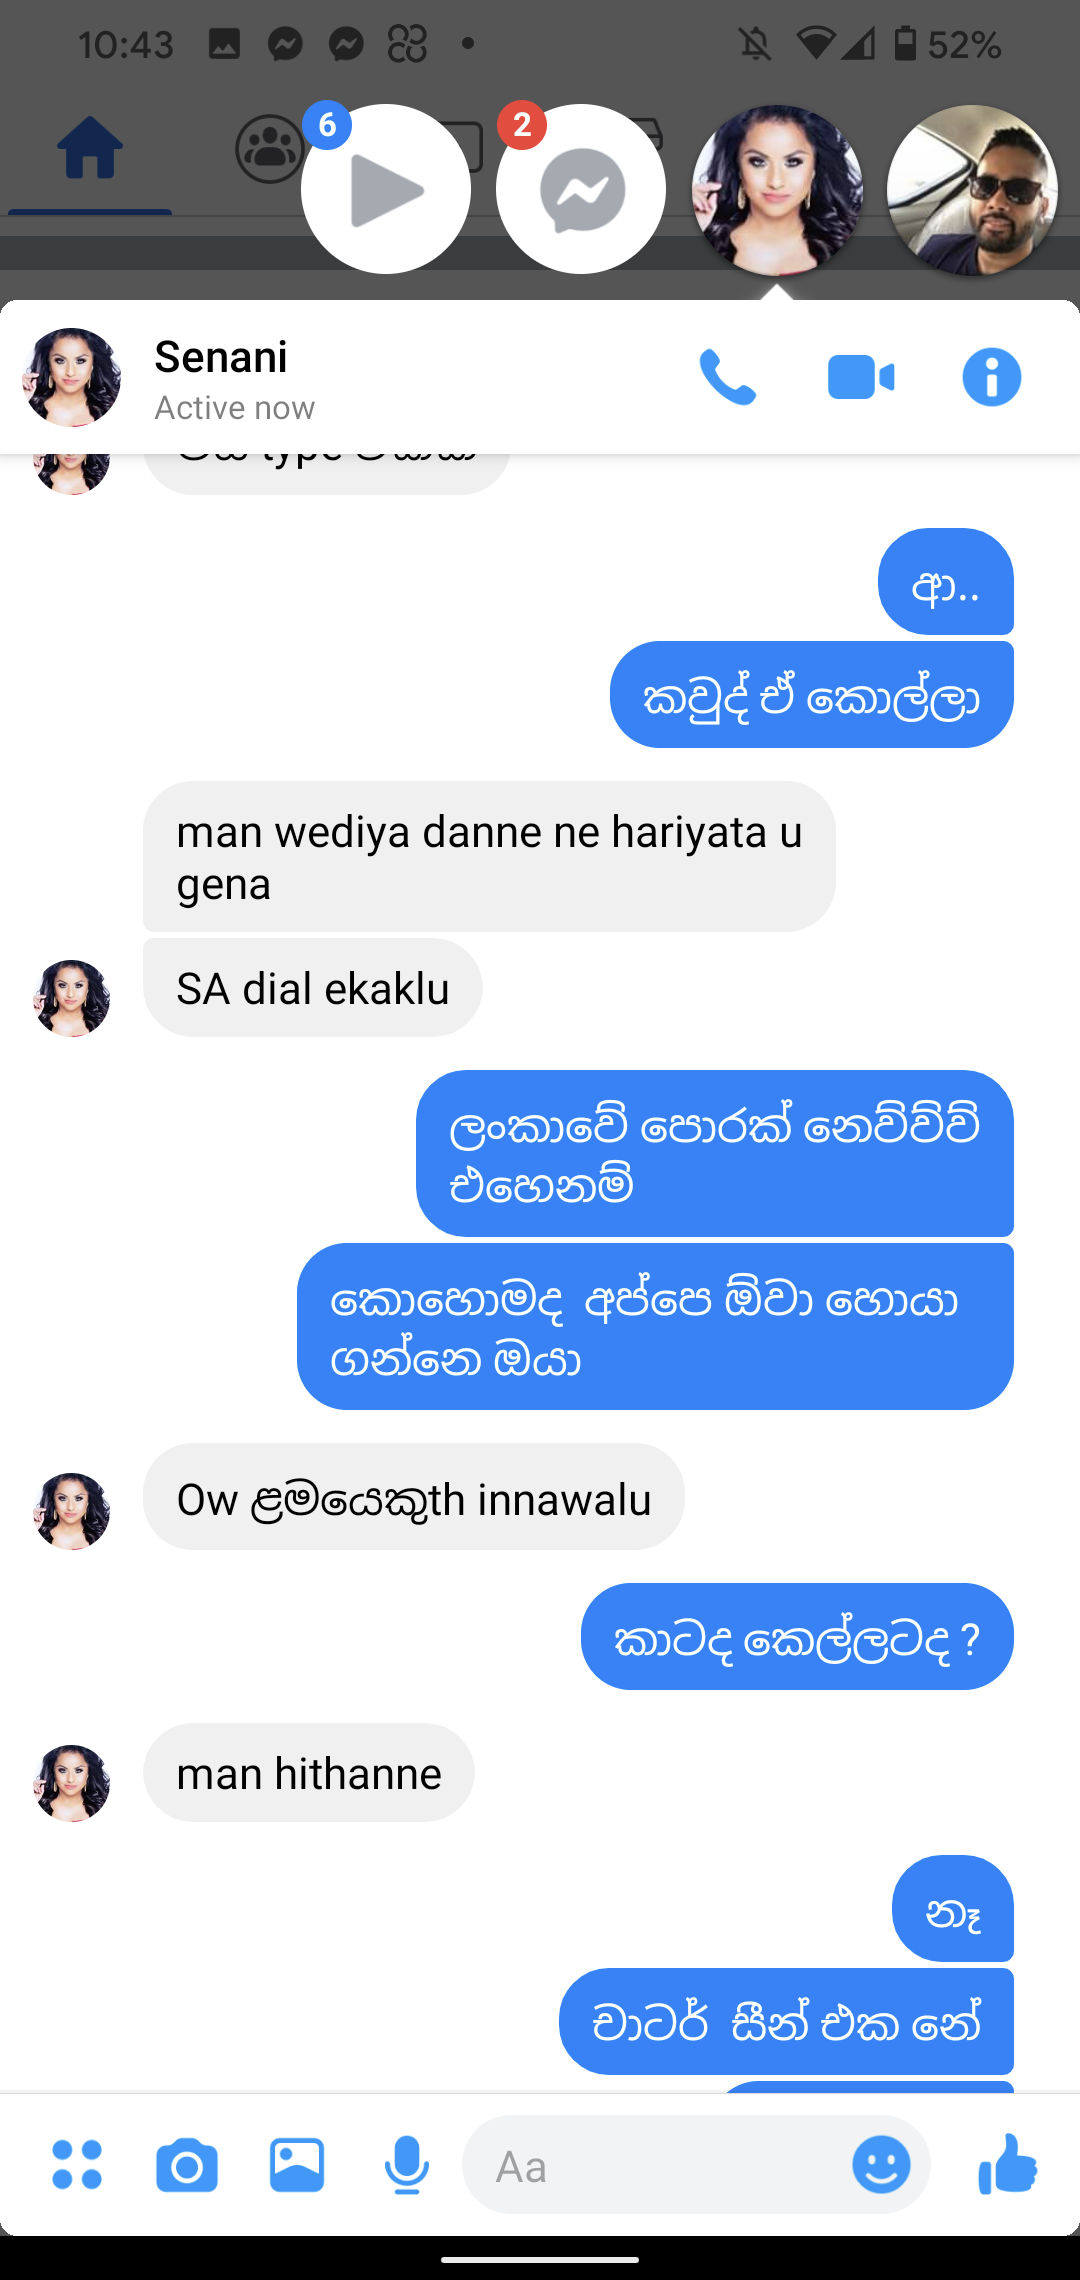 10:43
52%
6
2
Senani
Active now
type
ආ..
කවුද් ඒ කොල්ලා
man wediya danne ne hariyata u
gena
SA dial ekaklu
ලංකාවේ පොරක් නෙව්ව්ව්
එහෙනම්
කොහොමද අප්පෙ ඕවා හොයා
ගන්නෙ ඔයා
Ow ළමයෙකුth innawalu
කාටද කෙල්ලටද ?
man hithanne
නෑ
චාටර් සීන් එක නේ
Aa